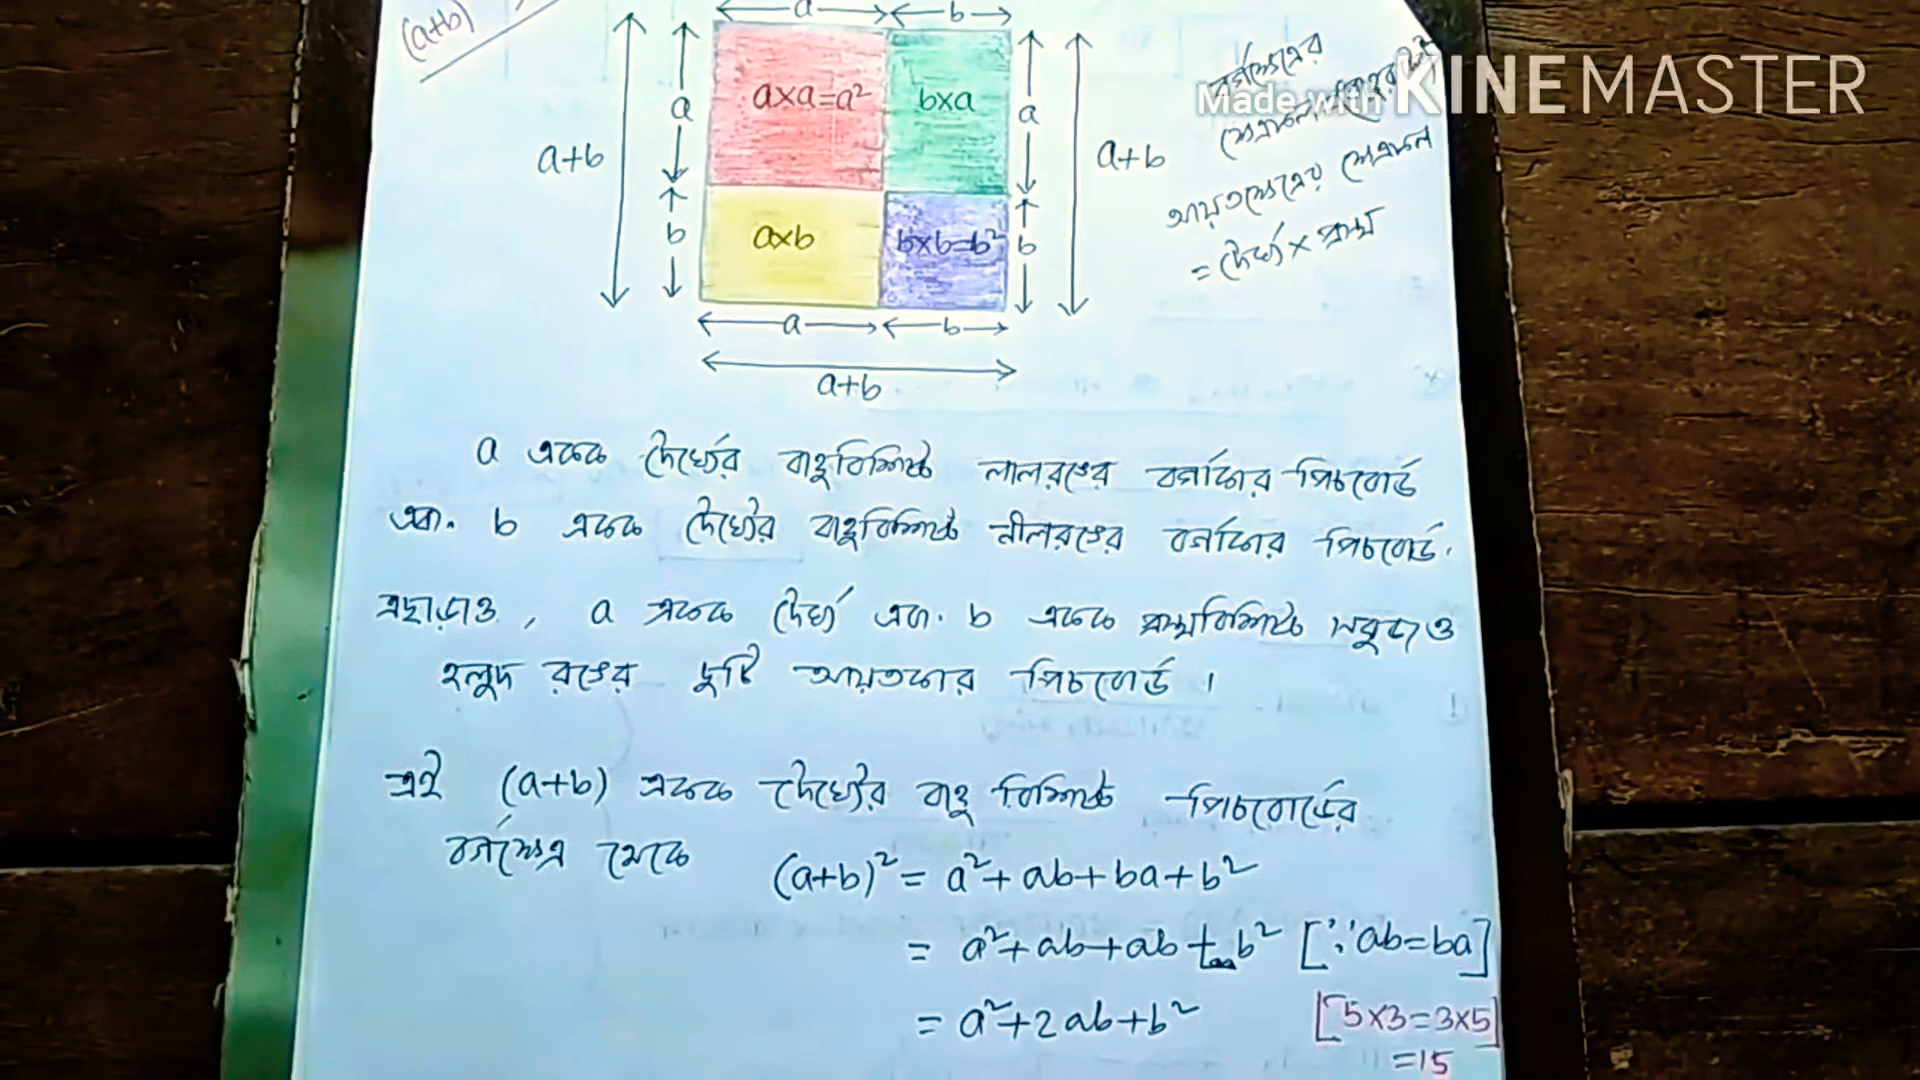 (a+b)
a b
a+b a a×a=a² b×a a a+b
b a×b b×b=b² b
a b
a+b
বর্গক্ষেত্রের
ক্ষেত্রফল
আয়তক্ষেত্রের ক্ষেত্রফল
= দৈর্ঘ্য × প্রস্থ
Made with KINEMASTER
a একক দৈর্ঘ্যের বাহুবিশিষ্ট লালরঙের বর্গাকার পিচবোর্ড
এবং b একক দৈর্ঘ্যের বাহুবিশিষ্ট নীলরঙের বর্গাকার পিচবোর্ড.
এছাড়াও, a একক দৈর্ঘ্য এবং b একক প্রস্থবিশিষ্ট সবুজ ও
হলুদ রঙের দুটি আয়তকার পিচবোর্ড।
এই (a+b) একক দৈর্ঘ্যের বাহু বিশিষ্ট পিচবোর্ডের
বর্গক্ষেত্র থেকে (a+b)² = a²+ab+ba+b²
= a²+ab+ab+b² [∵ab=ba]
= a²+2ab+b² [5×3=3×5]
=15